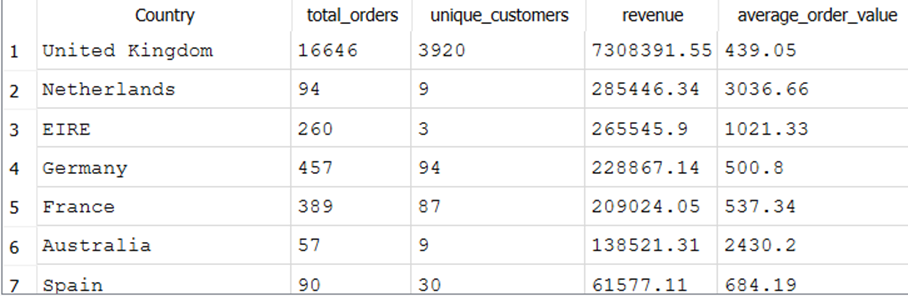 Country total_orders unique_customers revenue average_order_value
1 United Kingdom 16646 3920 7308391.55 439.05
2 Netherlands 94 9 285446.34 3036.66
3 EIRE 260 3 265545.9 1021.33
4 Germany 457 94 228867.14 500.8
5 France 389 87 209024.05 537.34
6 Australia 57 9 138521.31 2430.2
7 Spain 90 30 61577.11 684.19